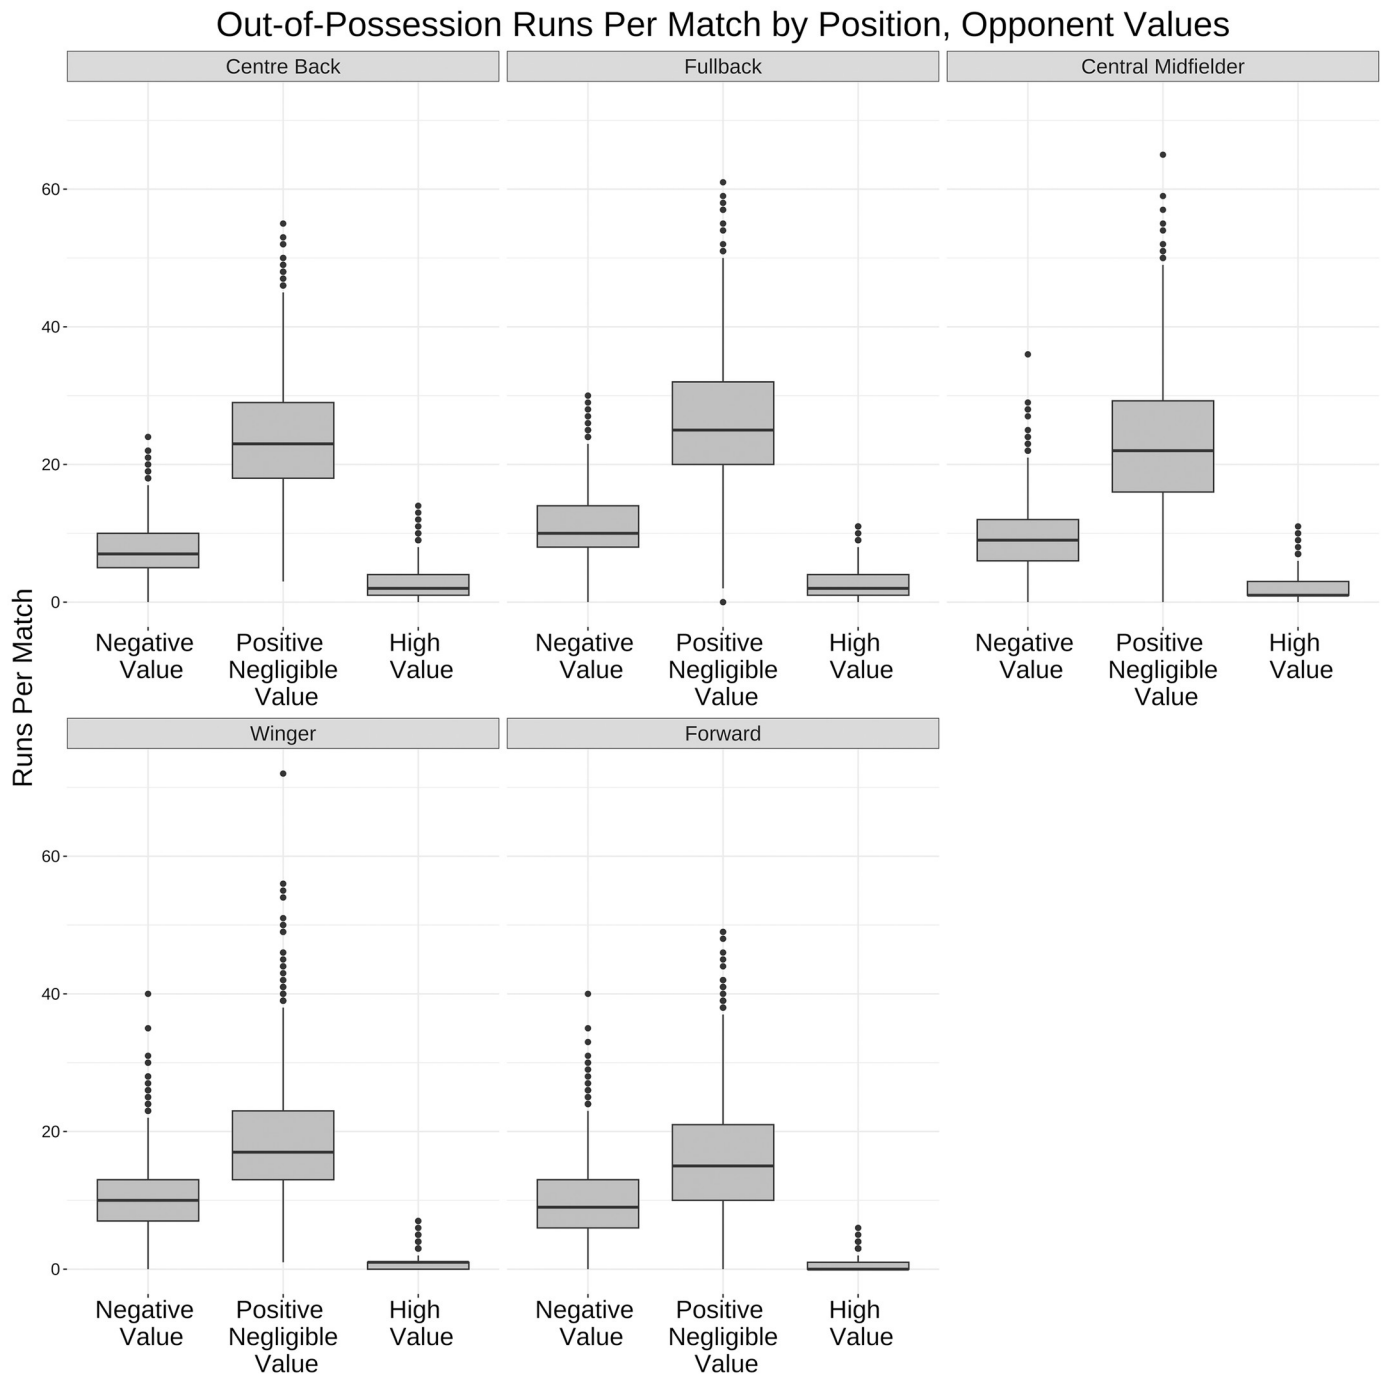 Out-of-Possession Runs Per Match by Position, Opponent Values
Centre Back
Fullback
Central Midfielder
Runs Per Match
60
40
20
0
Negative
Value
Positive
Negligible
Value
High
Value
Negative
Value
Positive
Negligible
Value
High
Value
Negative
Value
Positive
Negligible
Value
High
Value
Winger
Forward
60
40
20
0
Negative
Value
Positive
Negligible
Value
High
Value
Negative
Value
Positive
Negligible
Value
High
Value